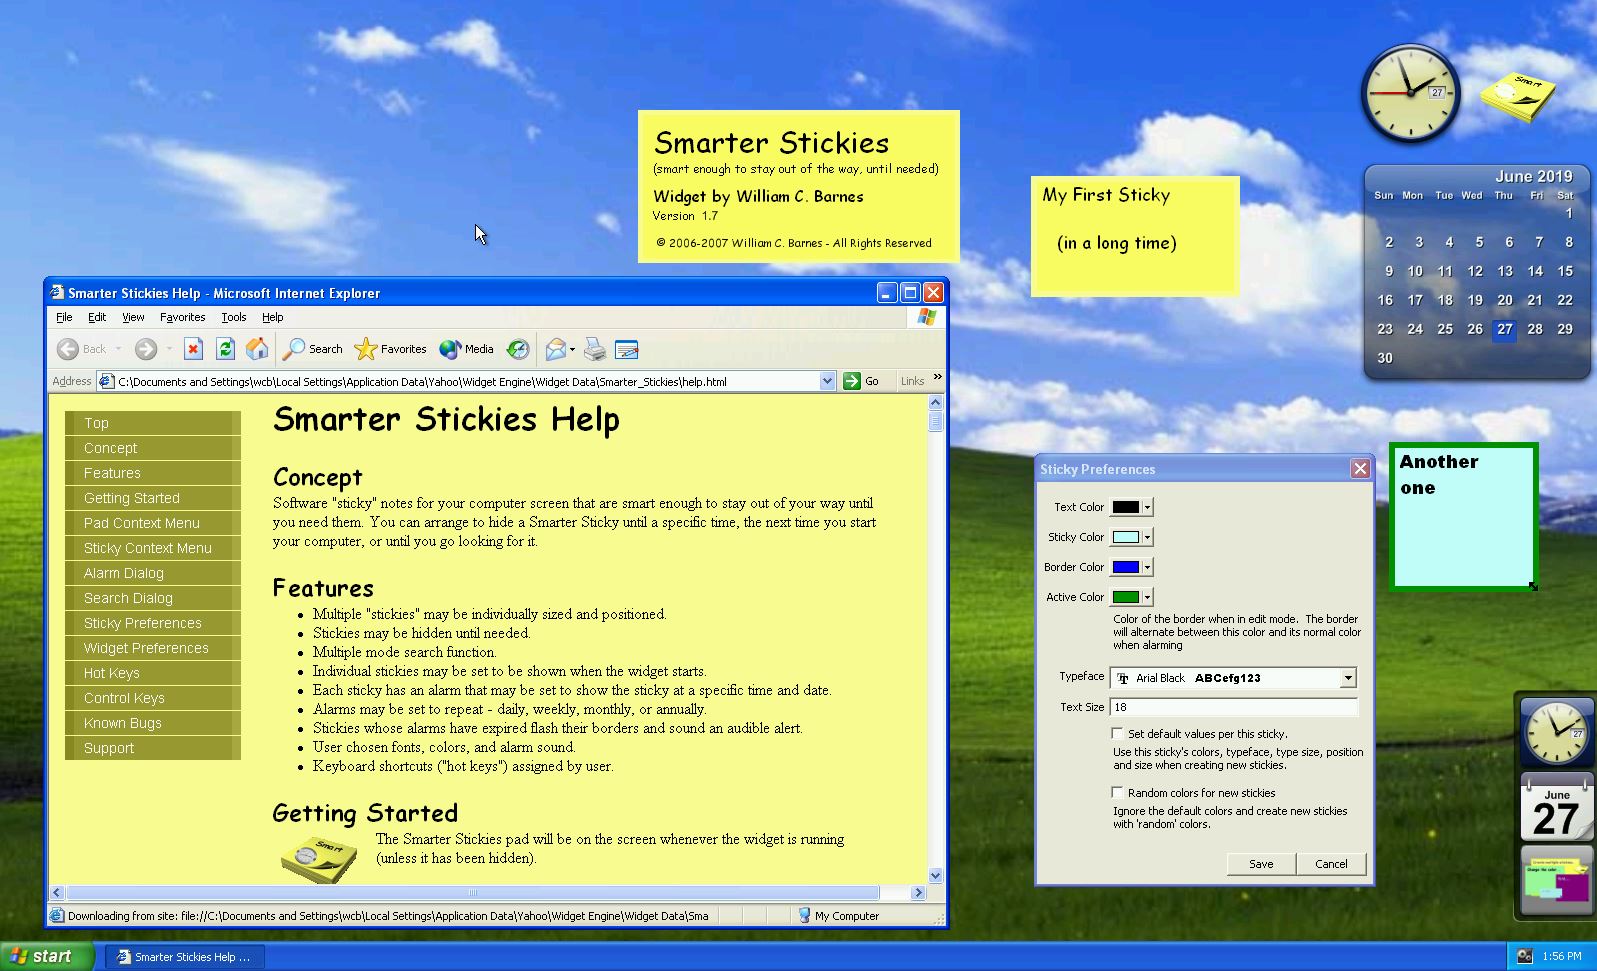 Smarter Stickies
(smart enough to stay out of the way, until needed)
Widget by William C. Barnes
Version 1.7
© 2006-2007 William C. Barnes - All Rights Reserved
My First Sticky
(in a long time)
27
Smart
June 2019
Sun Mon Tue Wed Thu Fri Sat
1
2 3 4 5 6 7 8
9 10 11 12 13 14 15
16 17 18 19 20 21 22
23 24 25 26 27 28 29
30
Smarter Stickies Help - Microsoft Internet Explorer
File Edit View Favorites Tools Help
Back Search Favorites Media
Address C:\Documents and Settings\wcb\Local Settings\Application Data\Yahoo\Widget Engine\Widget Data\Smarter_Stickies\help.html Go Links »
Top
Concept
Features
Getting Started
Pad Context Menu
Sticky Context Menu
Alarm Dialog
Search Dialog
Sticky Preferences
Widget Preferences
Hot Keys
Control Keys
Known Bugs
Support
Smarter Stickies Help
Concept
Software "sticky" notes for your computer screen that are smart enough to stay out of your way until
you need them. You can arrange to hide a Smarter Sticky until a specific time, the next time you start
your computer, or until you go looking for it.
Features
• Multiple "stickies" may be individually sized and positioned.
• Stickies may be hidden until needed.
• Multiple mode search function.
• Individual stickies may be set to be shown when the widget starts.
• Each sticky has an alarm that may be set to show the sticky at a specific time and date.
• Alarms may be set to repeat - daily, weekly, monthly, or annually.
• Stickies whose alarms have expired flash their borders and sound an audible alert.
• User chosen fonts, colors, and alarm sound.
• Keyboard shortcuts ("hot keys") assigned by user.
Getting Started
Smart
The Smarter Stickies pad will be on the screen whenever the widget is running
(unless it has been hidden).
Downloading from site: file://C:\Documents and Settings\wcb\Local Settings\Application Data\Yahoo\Widget Engine\Widget Data\Sma My Computer
Sticky Preferences
Text Color
Sticky Color
Border Color
Active Color
Color of the border when in edit mode. The border
will alternate between this color and its normal color
when alarming
Typeface Arial Black ABCefg123
Text Size 18
Set default values per this sticky.
Use this sticky's colors, typeface, type size, position
and size when creating new stickies.
Random colors for new stickies
Ignore the default colors and create new stickies
with 'random' colors.
Save Cancel
Another
one
27
June
27
Change the color
start Smarter Stickies Help ... 1:56 PM